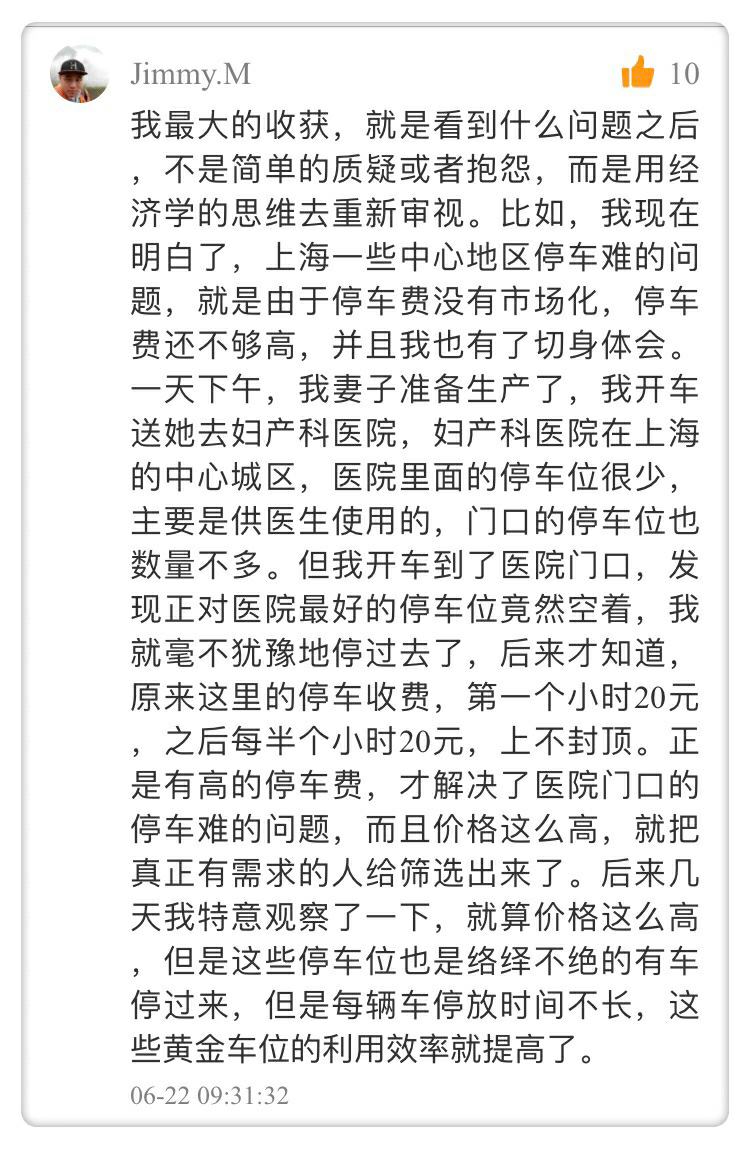 Jimmy.M
10
我最大的收获，就是看到什么问题之后
，不是简单的质疑或者抱怨，而是用经
济学的思维去重新审视。比如，我现在
明白了，上海一些中心地区停车难的问
题，就是由于停车费没有市场化，停车
费还不够高，并且我也有了切身体会。
一天下午，我妻子准备生产了，我开车
送她去妇产科医院，妇产科医院在上海
的中心城区，医院里面的停车位很少，
主要是供医生使用的，门口的停车位也
数量不多。但我开车到了医院门口，发
现正对医院最好的停车位竟然空着，我
就毫不犹豫地停过去了，后来才知道，
原来这里的停车收费，第一个小时20元
，之后每半个小时20元，上不封顶。正
是有高的停车费，才解决了医院门口的
停车难的问题，而且价格这么高，就把
真正有需求的人给筛选出来了。后来几
天我特意观察了一下，就算价格这么高
，但是这些停车位也是络绎不绝的有车
停过来，但是每辆车停放时间不长，这
些黄金车位的利用效率就提高了。
06-22 09:31:32